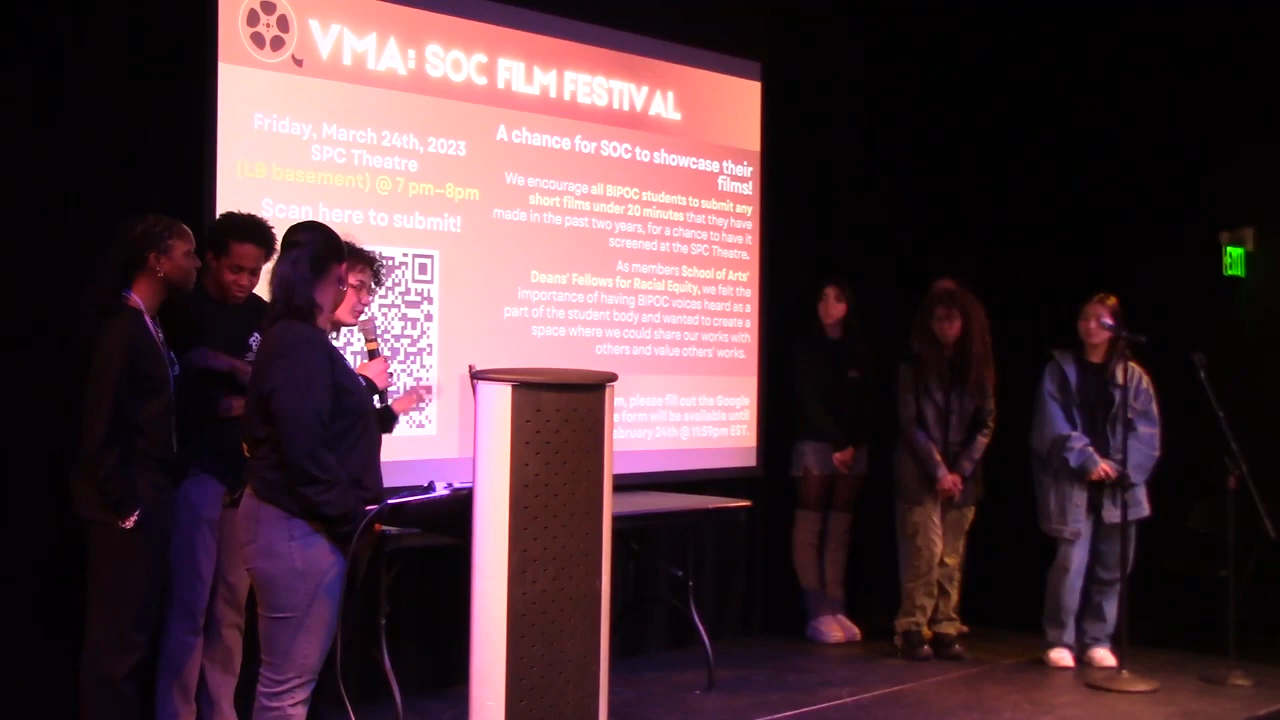 VMA: SOC FILM FESTIVAL
Friday, March 24th, 2023
SPC Theatre
(LB basement) @ 7 pm–8pm
Scan here to submit!
A chance for SOC to showcase their
films!
We encourage all BIPOC students to submit any
short films under 20 minutes that they have
made in the past two years, for a chance to have it
screened at the SPC Theatre.
As members School of Arts'
Deans' Fellows for Racial Equity, we felt the
importance of having BIPOC voices heard as a
part of the student body and wanted to create a
space where we could share our works with
others and value others' works.
please fill out the Google
form will be available until
24th @ 11:59pm EST.
EXIT